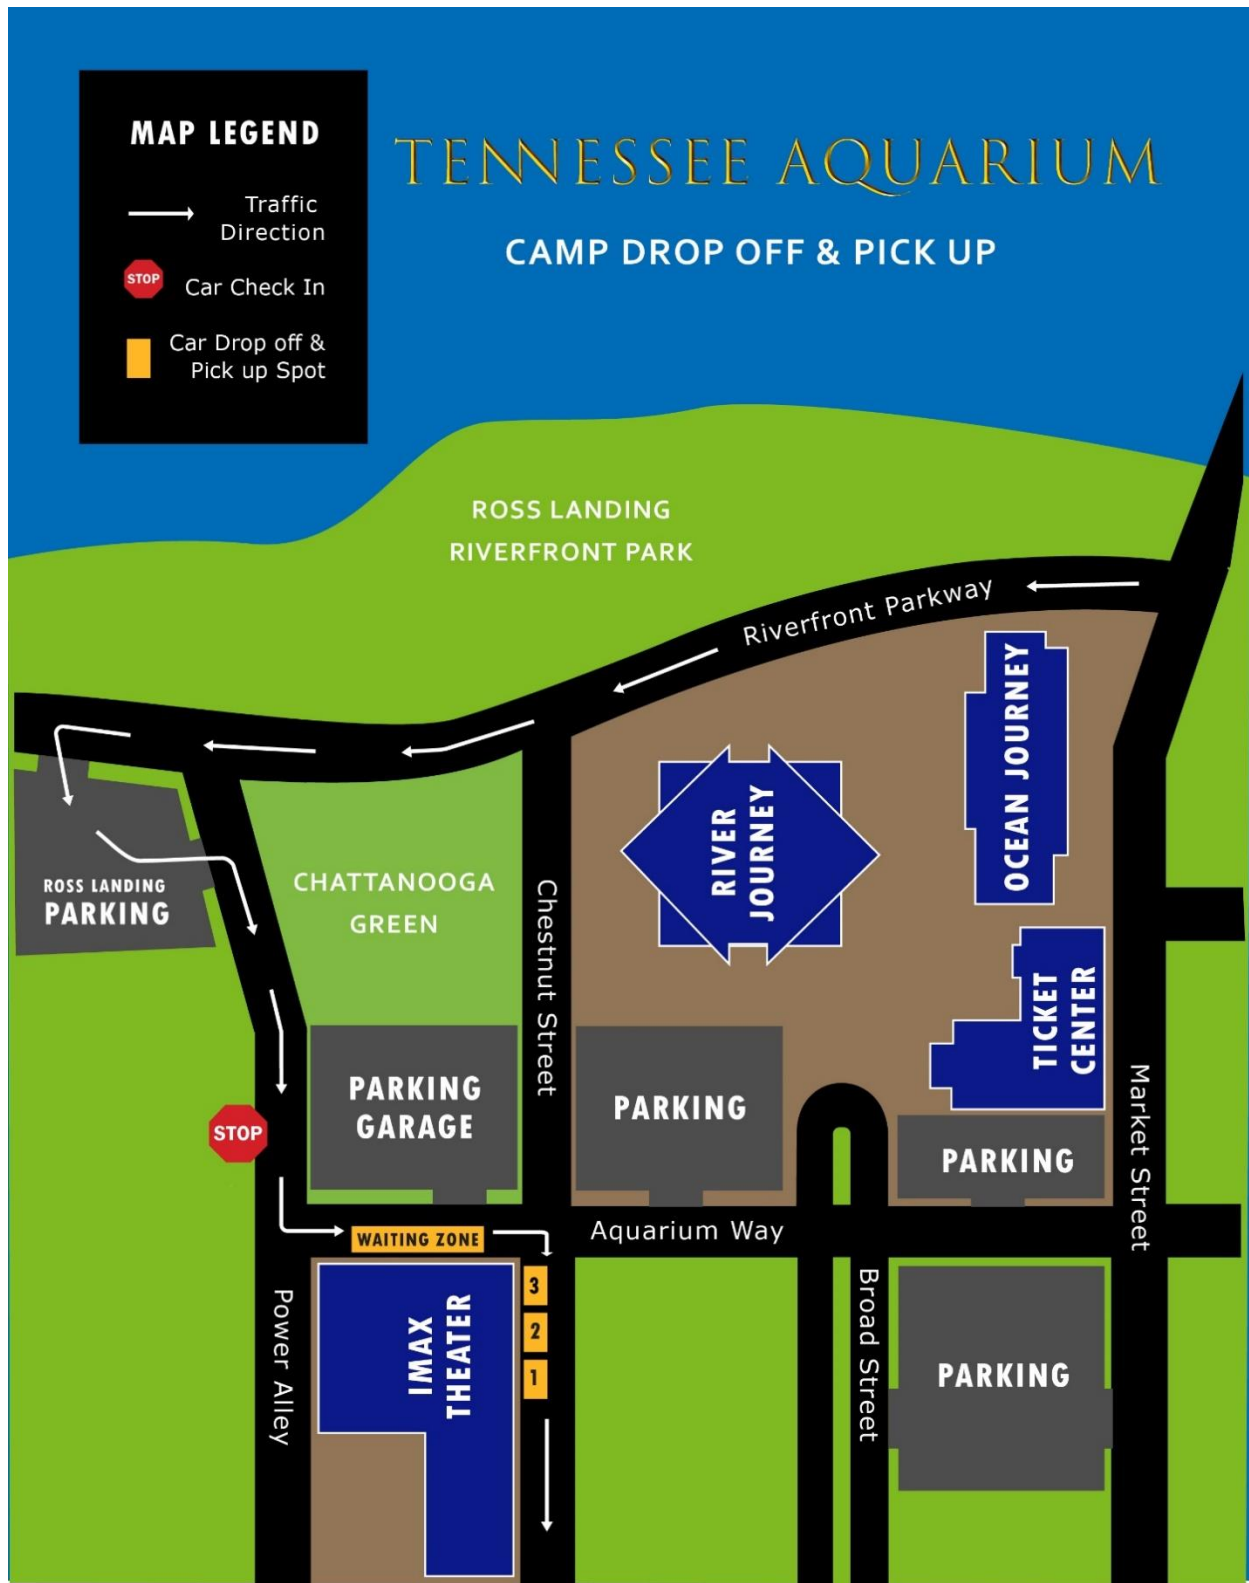 MAP LEGEND
Traffic
Direction
STOP
Car Check In
Car Drop off &
Pick up Spot
TENNESSEE AQUARIUM
CAMP DROP OFF & PICK UP
ROSS LANDING
RIVERFRONT PARK
Riverfront Parkway
OCEAN JOURNEY
RIVER
JOURNEY
ROSS LANDING
PARKING
CHATTANOOGA
GREEN
Chestnut Street
TICKET
CENTER
PARKING
GARAGE
PARKING
PARKING
Market Street
STOP
WAITING ZONE
Aquarium Way
3
2
1
IMAX
THEATER
Power Alley
Broad Street
PARKING